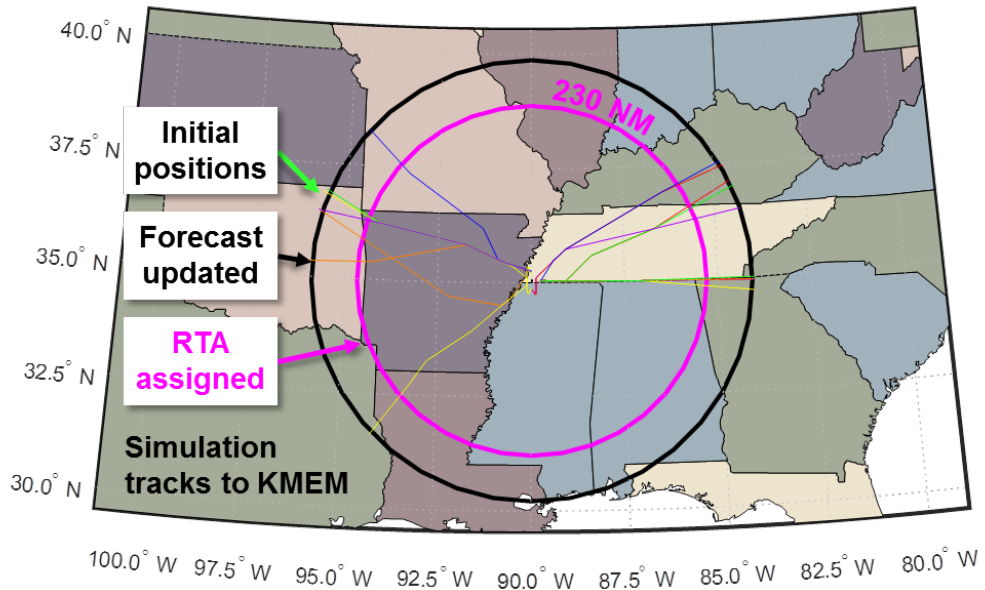 40.0° N
37.5° N
35.0° N
32.5° N
30.0° N
230 NM
Initial
positions
Forecast
updated
RTA
assigned
Simulation
tracks to KMEM
100.0° W
97.5° W
95.0° W
92.5° W
90.0° W
87.5° W
85.0° W
82.5° W
80.0° W